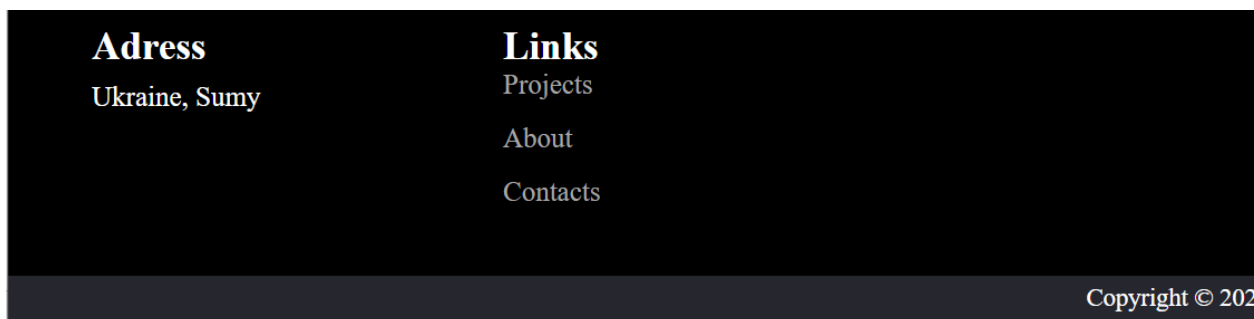 Adress
Ukraine, Sumy
Links
Projects
About
Contacts
Copyright © 202